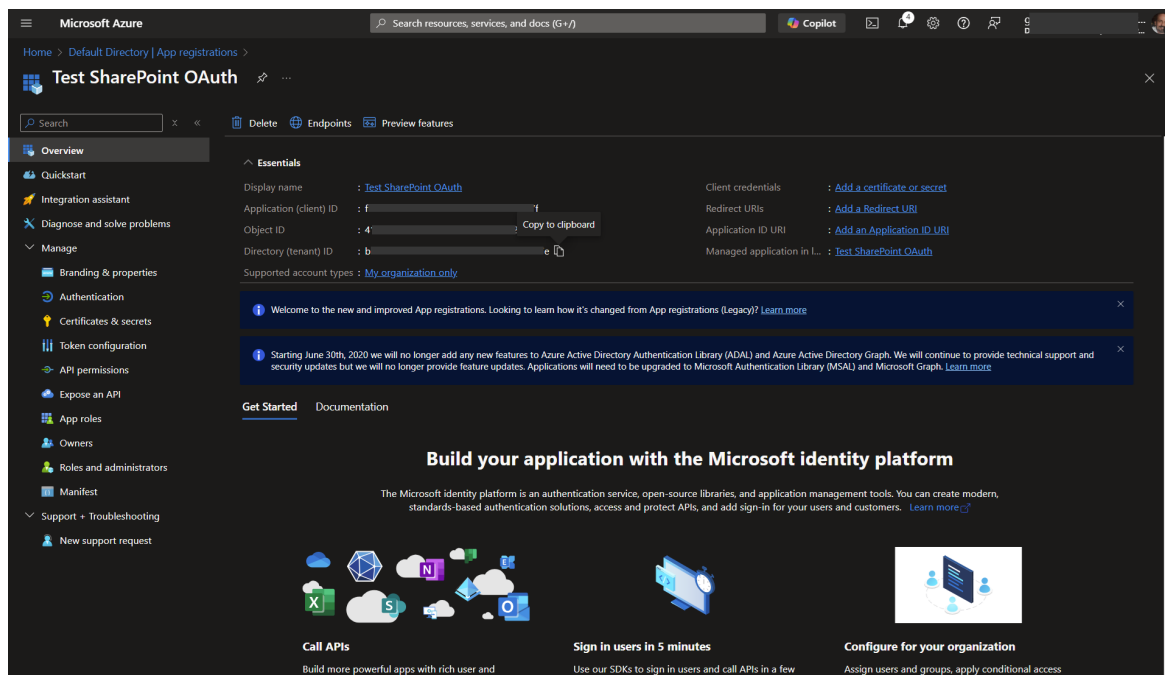 Microsoft Azure
Search resources, services, and docs (G+/)
Copilot
4
Home > Default Directory | App registrations >
Test SharePoint OAuth
Search
Delete
Endpoints
Preview features
Overview
Quickstart
Integration assistant
Diagnose and solve problems
Manage
Branding & properties
Authentication
Certificates & secrets
Token configuration
API permissions
Expose an API
App roles
Owners
Roles and administrators
Manifest
Support + Troubleshooting
New support request
Essentials
Display name : Test SharePoint OAuth
Application (client) ID : f
Object ID : 4
Directory (tenant) ID : b e
Supported account types : My organization only
Copy to clipboard
Client credentials : Add a certificate or secret
Redirect URIs : Add a Redirect URI
Application ID URI : Add an Application ID URI
Managed application in l... : Test SharePoint OAuth
Welcome to the new and improved App registrations. Looking to learn how it's changed from App registrations (Legacy)? Learn more
Starting June 30th, 2020 we will no longer add any new features to Azure Active Directory Authentication Library (ADAL) and Azure Active Directory Graph. We will continue to provide technical support and
security updates but we will no longer provide feature updates. Applications will need to be upgraded to Microsoft Authentication Library (MSAL) and Microsoft Graph. Learn more
Get Started
Documentation
Build your application with the Microsoft identity platform
The Microsoft identity platform is an authentication service, open-source libraries, and application management tools. You can create modern,
standards-based authentication solutions, access and protect APIs, and add sign-in for your users and customers. Learn more
N
E
X
S
O
Call APIs
Build more powerful apps with rich user and
Sign in users in 5 minutes
Use our SDKs to sign in users and call APIs in a few
Configure for your organization
Assign users and groups, apply conditional access